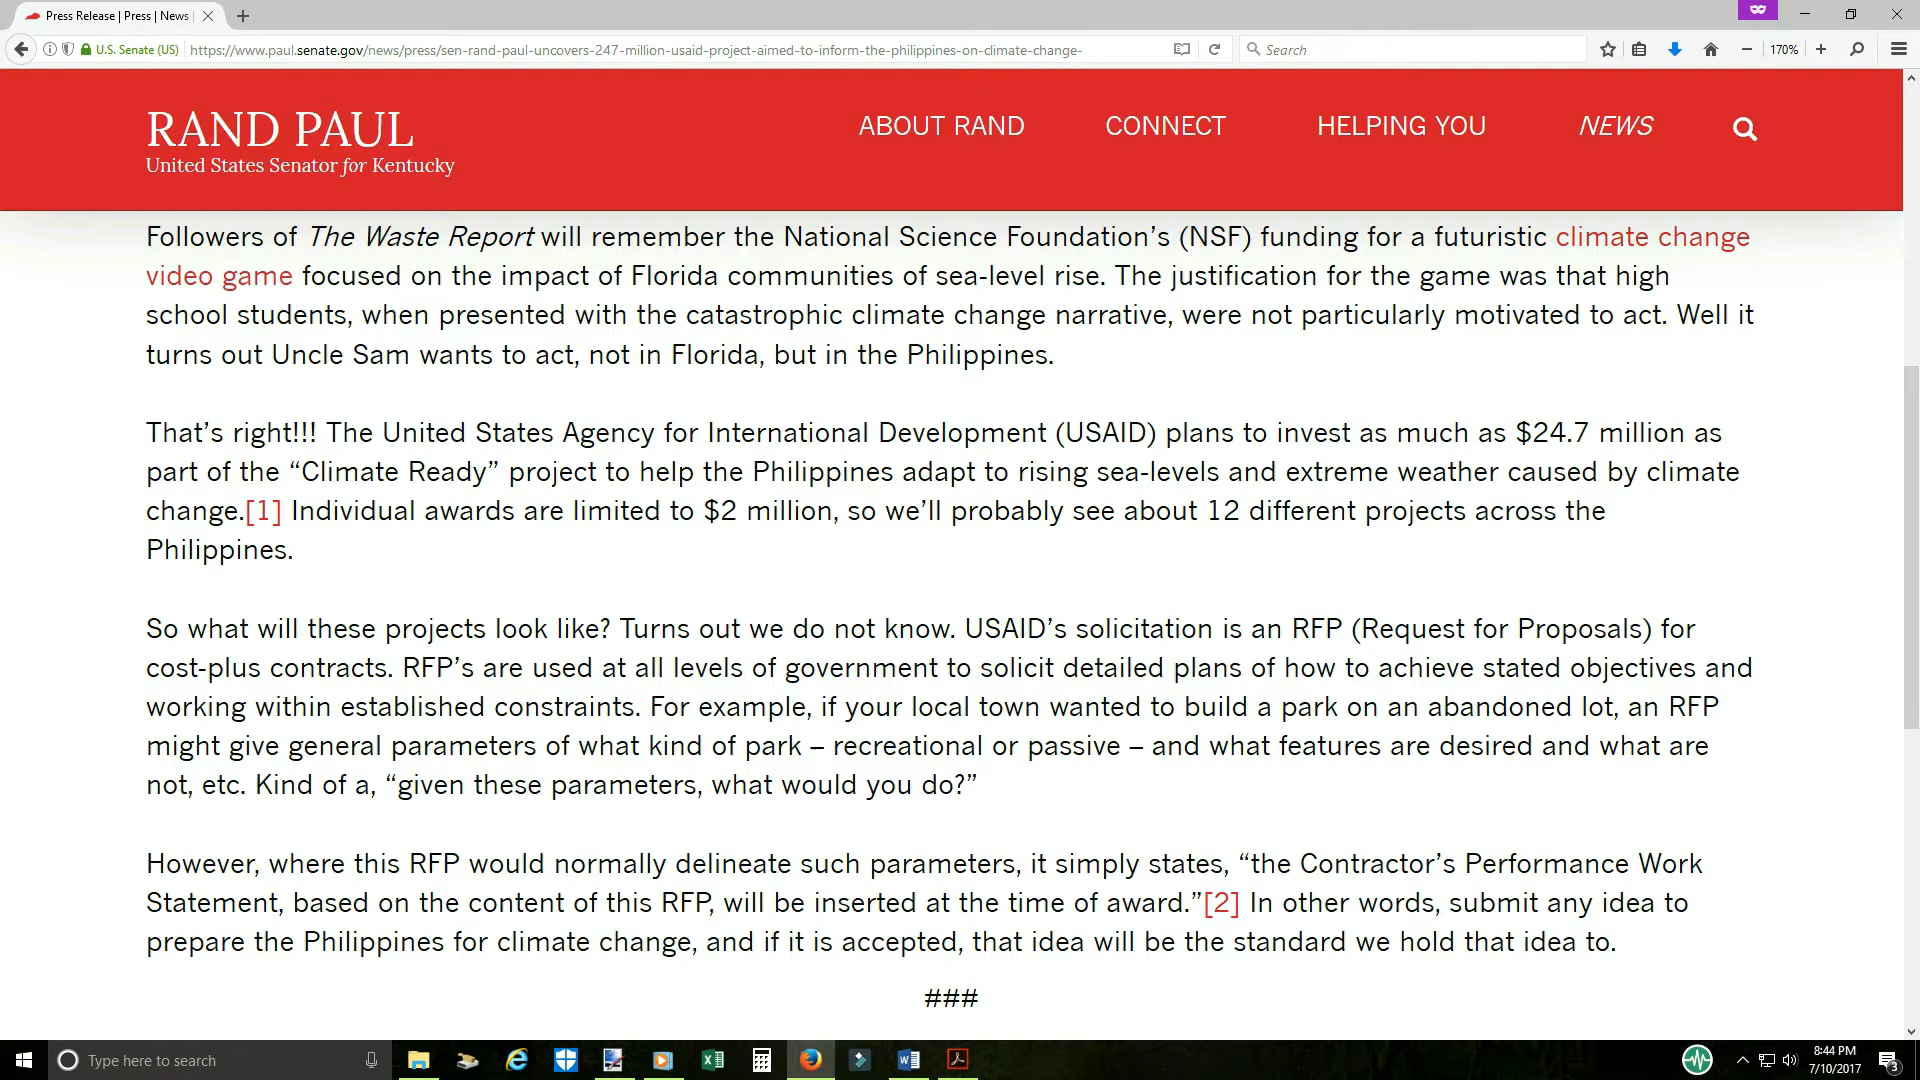 Press Release | Press | News
U.S. Senate (US)
https://www.paul.senate.gov/news/press/sen-rand-paul-uncovers-247-million-usaid-project-aimed-to-inform-the-philippines-on-climate-change-
Search
170%
RAND PAUL
United States Senator for Kentucky
ABOUT RAND
CONNECT
HELPING YOU
NEWS
Followers of The Waste Report will remember the National Science Foundation’s (NSF) funding for a futuristic climate change
video game focused on the impact of Florida communities of sea-level rise. The justification for the game was that high
school students, when presented with the catastrophic climate change narrative, were not particularly motivated to act. Well it
turns out Uncle Sam wants to act, not in Florida, but in the Philippines.
That’s right!!! The United States Agency for International Development (USAID) plans to invest as much as $24.7 million as
part of the “Climate Ready” project to help the Philippines adapt to rising sea-levels and extreme weather caused by climate
change.[1] Individual awards are limited to $2 million, so we’ll probably see about 12 different projects across the
Philippines.
So what will these projects look like? Turns out we do not know. USAID’s solicitation is an RFP (Request for Proposals) for
cost-plus contracts. RFP’s are used at all levels of government to solicit detailed plans of how to achieve stated objectives and
working within established constraints. For example, if your local town wanted to build a park on an abandoned lot, an RFP
might give general parameters of what kind of park – recreational or passive – and what features are desired and what are
not, etc. Kind of a, “given these parameters, what would you do?”
However, where this RFP would normally delineate such parameters, it simply states, “the Contractor’s Performance Work
Statement, based on the content of this RFP, will be inserted at the time of award.”[2] In other words, submit any idea to
prepare the Philippines for climate change, and if it is accepted, that idea will be the standard we hold that idea to.
###
Type here to search
8:44 PM
7/10/2017
3